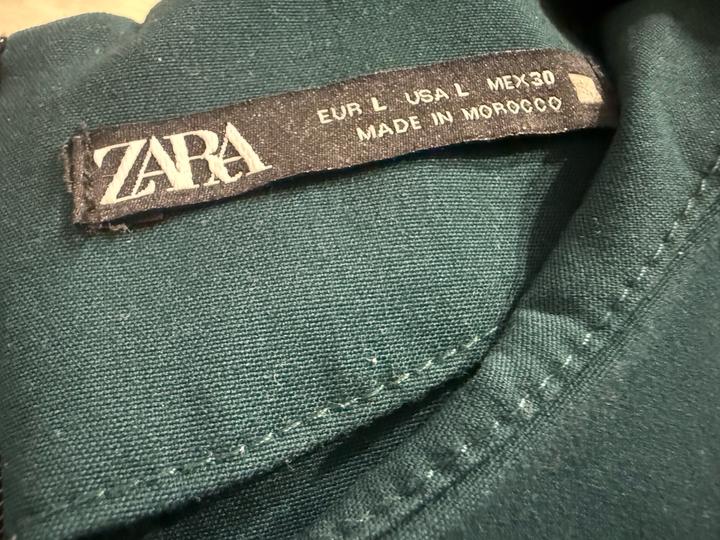 ZARA
EUR L USA L MEX 30
MADE IN MOROCCO